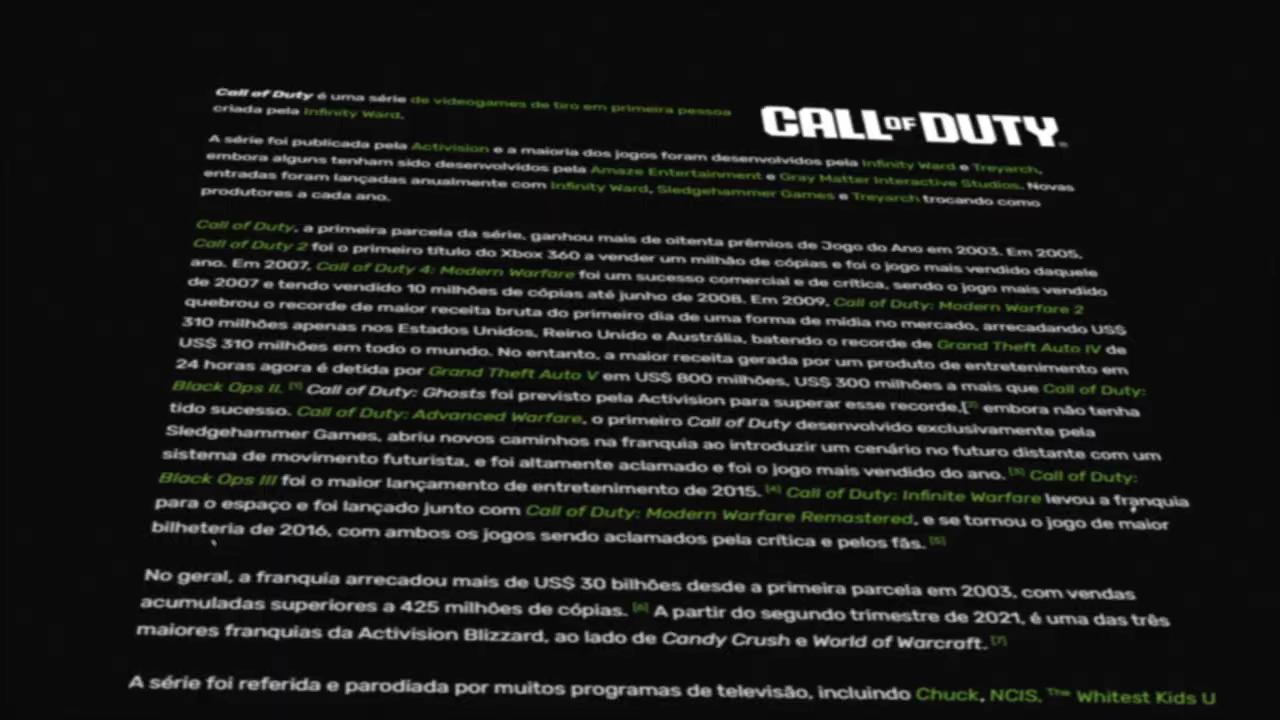 Call of Duty é uma série de videogames de tiro em primeira pessoa
criada pela Infinity Ward.
CALL OF DUTY
A série foi publicada pela Activision e a maioria dos jogos foram desenvolvidos pela Infinity Ward e Treyarch,
embora alguns tenham sido desenvolvidos pela Amaze Entertainment e Gray Matter Interactive Studios. Novas
entradas foram lançadas anualmente com Infinity Ward, Sledgehammer Games e Treyarch trocando como
produtores a cada ano.
Call of Duty, a primeira parcela da série, ganhou mais de oitenta prêmios de Jogo do Ano em 2003. Em 2005,
Call of Duty 2 foi o primeiro título do Xbox 360 a vender um milhão de cópias e foi o jogo mais vendido daquele
ano. Em 2007, Call of Duty 4: Modern Warfare foi um sucesso comercial e de crítica, sendo o jogo mais vendido
de 2007 e tendo vendido 10 milhões de cópias até junho de 2008. Em 2009, Call of Duty: Modern Warfare 2
quebrou o recorde de maior receita bruta do primeiro dia de uma forma de mídia no mercado, arrecadando US$
310 milhões apenas nos Estados Unidos, Reino Unido e Austrália, batendo o recorde de Grand Theft Auto IV de
US$ 310 milhões em todo o mundo. No entanto, a maior receita gerada por um produto de entretenimento em
24 horas agora é detida por Grand Theft Auto V em US$ 800 milhões, US$ 300 milhões a mais que Call of Duty:
Black Ops II. [1] Call of Duty: Ghosts foi previsto pela Activision para superar esse recorde,[2] embora não tenha
tido sucesso. Call of Duty: Advanced Warfare, o primeiro Call of Duty desenvolvido exclusivamente pela
Sledgehammer Games, abriu novos caminhos na franquia ao introduzir um cenário no futuro distante com um
sistema de movimento futurista, e foi altamente aclamado e foi o jogo mais vendido do ano. [3] Call of Duty:
Black Ops III foi o maior lançamento de entretenimento de 2015. [4] Call of Duty: Infinite Warfare levou a franquia
para o espaço e foi lançado junto com Call of Duty: Modern Warfare Remastered, e se tornou o jogo de maior
bilheteria de 2016, com ambos os jogos sendo aclamados pela crítica e pelos fãs. [5]
No geral, a franquia arrecadou mais de US$ 30 bilhões desde a primeira parcela em 2003, com vendas
acumuladas superiores a 425 milhões de cópias. [6] A partir do segundo trimestre de 2021, é uma das três
maiores franquias da Activision Blizzard, ao lado de Candy Crush e World of Warcraft. [7]
A série foi referida e parodiada por muitos programas de televisão, incluindo Chuck, NCIS, The Whitest Kids U